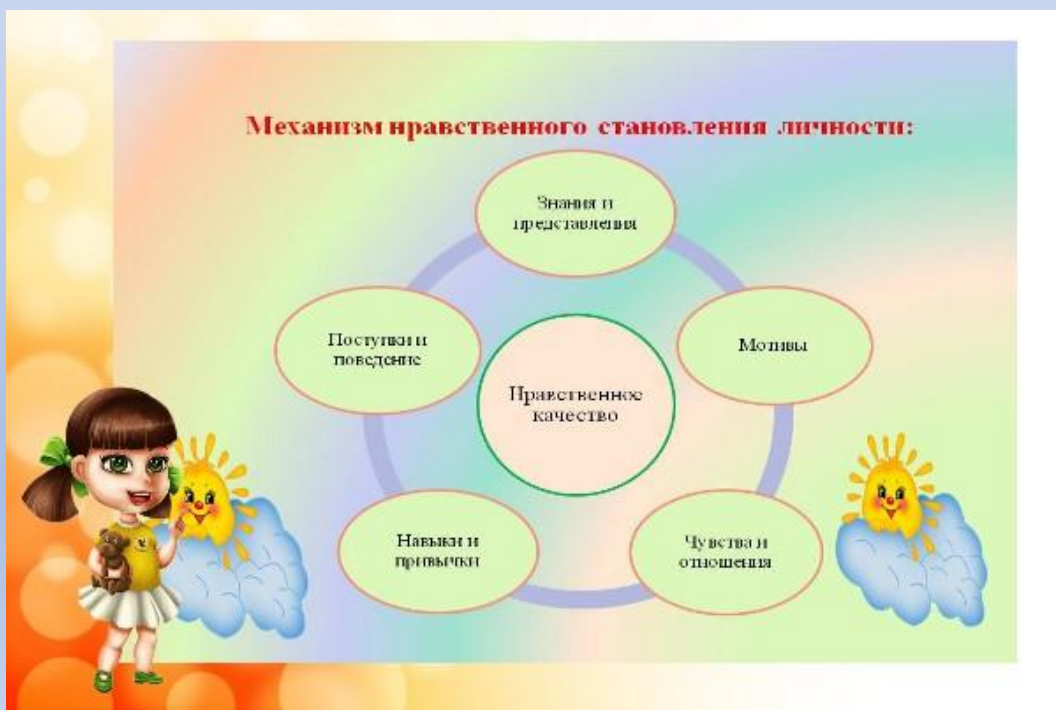 Механизм нравственного становления личности:
Знания и
представления
Поступки и
поведение
Мотивы
Нравственное
качество
Навыки и
привычки
Чувства и
отношения